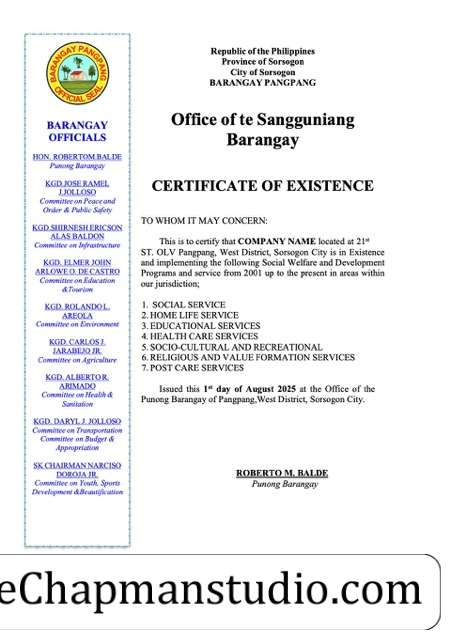 BARANGAY PANGPANG
OFFICIAL SEAL
BARANGAY
OFFICIALS
HON. ROBERTOM. BALDE
Punong Barangay
KGD.JOSE RAMEL
J.JOLLOSO
Committee on Peace and
Order & Public Safety
KGD.SHIRNESH ERICSON
ALAS BALDON
Committee on Infrastructure
KGD. ELMER JOHN
ARLOWE O. DE CASTRO
Committee on Education
&Tourism
KGD. ROLANDO L.
AREOLA
Committee on Environment
KGD. CARLOS J.
JARABEJO JR.
Committee on Agriculture
KGD. ALBERTO R.
ARIMADO
Committee on Health &
Sanitation
KGD. DARYL J. JOLLOSO
Committee on Transportation
Committee on Budget &
Appropriation
SK CHAIRMAN NARCISO
DOROJA JR.
Committee on Youth, Sports
Development &Beautification
Republic of the Philippines
Province of Sorsogon
City of Sorsogon
BARANGAY PANGPANG
Office of te Sangguniang
Barangay
CERTIFICATE OF EXISTENCE
TO WHOM IT MAY CONCERN:
This is to certify that COMPANY NAME located at 21st
ST. OLV Pangpang, West District, Sorsogon City is in Existence
and implementing the following Social Welfare and Development
Programs and service from 2001 up to the present in areas within
our jurisdiction;
1. SOCIAL SERVICE
2. HOME LIFE SERVICE
3. EDUCATIONAL SERVICES
4. HEALTH CARE SERVICES
5. SOCIO-CULTURAL AND RECREATIONAL
6. RELIGIOUS AND VALUE FORMATION SERVICES
7. POST CARE SERVICES
Issued this 1st day of August 2025 at the Office of the
Punong Barangay of Pangpang,West District, Sorsogon City.
ROBERTO M. BALDE
Punong Barangay
eChapmanstudio.com